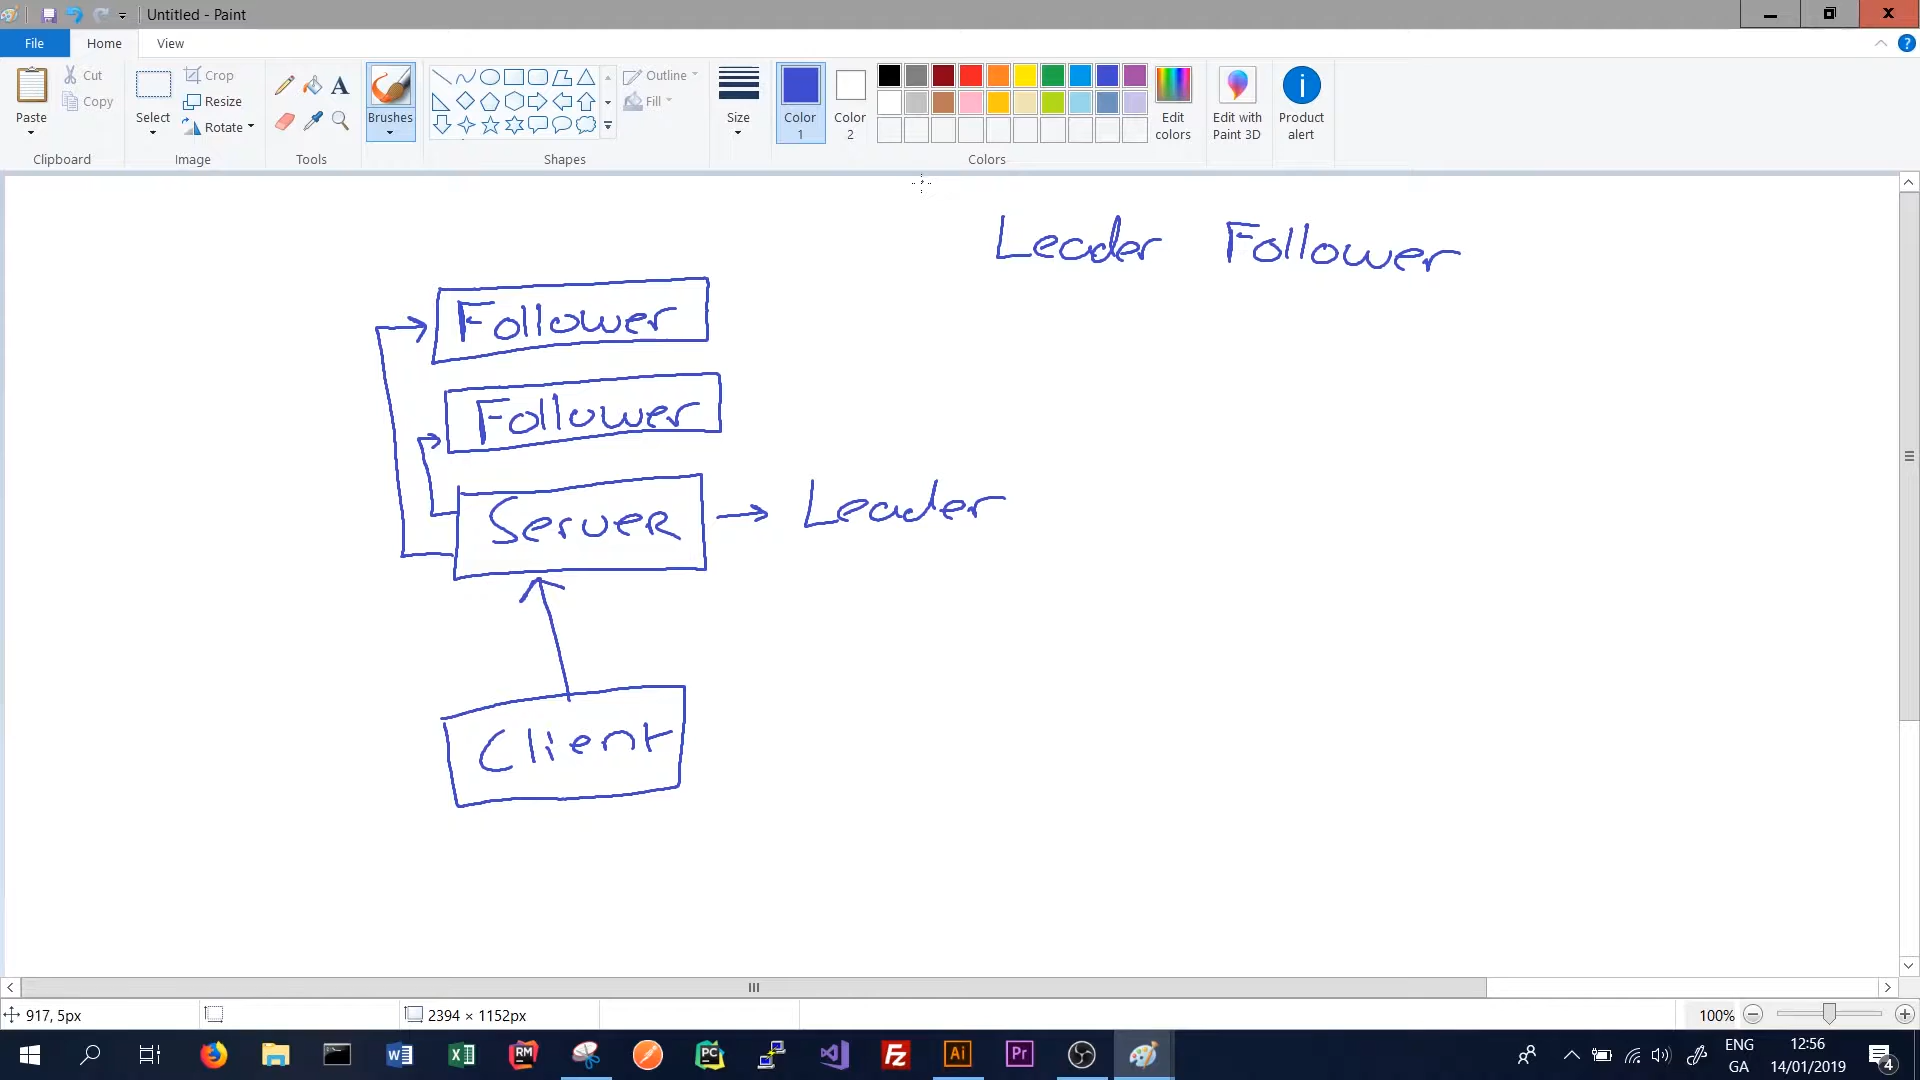 Untitled - Paint
File Home View
Paste
Cut
Copy
Clipboard
Select
Crop
Resize
Rotate
Image
Tools
Brushes
Shapes
Outline
Fill
Size
Color 1
Color 2
Edit colors
Colors
Edit with Paint 3D
Product alert
Leader Follower
Follower
Follower
Server → Leader
Client
917, 5px
2394 × 1152px
100%
ENG
GA
12:56
14/01/2019
4